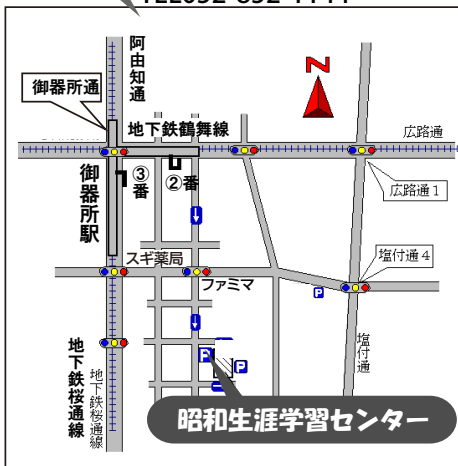 阿由知通
御器所通
N
地下鉄鶴舞線
広路通
御器所駅
③番
②番
広路通1
スギ薬局
ファミマ
塩付通4
P
塩付通
地下鉄桜通線
地下鉄桜通線
P
P
昭和生涯学習センター